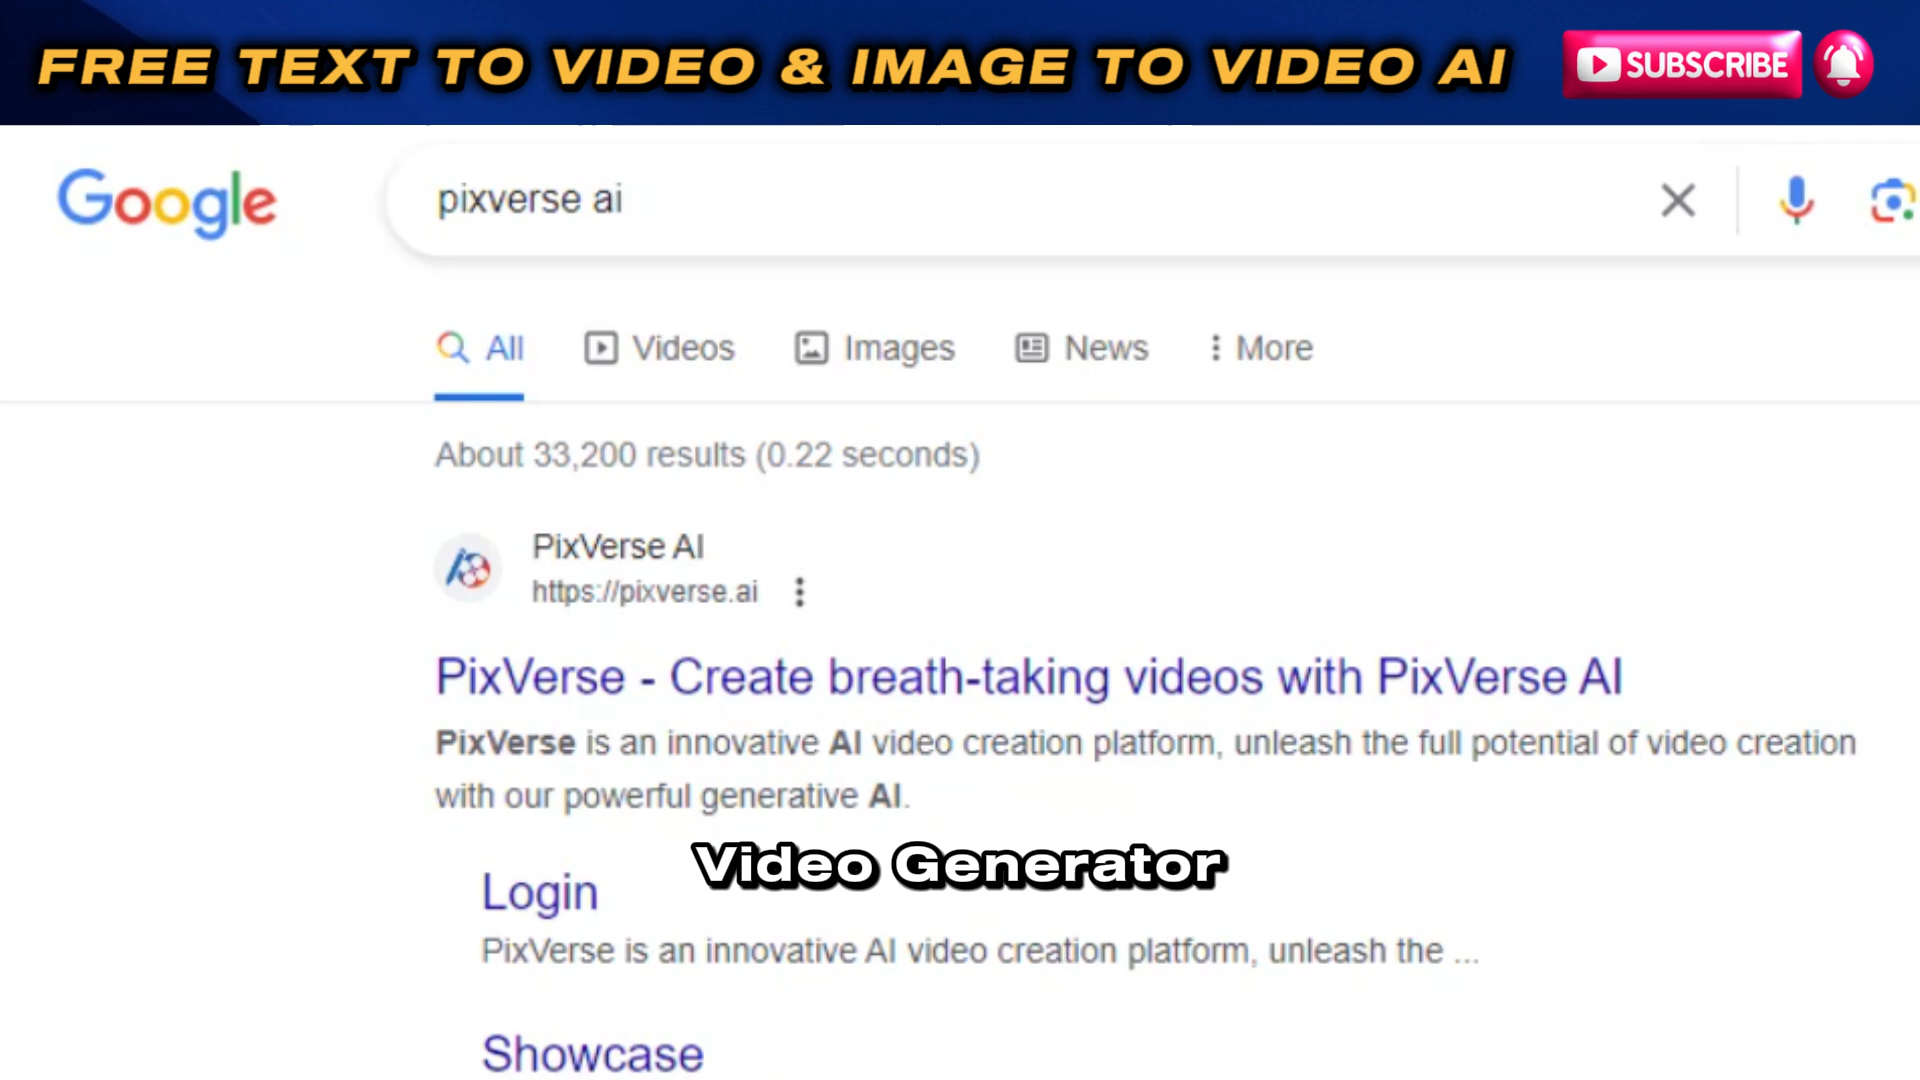 FREE TEXT TO VIDEO & IMAGE TO VIDEO AI
SUBSCRIBE
Google
pixverse ai
All
Videos
Images
News
More
About 33,200 results (0.22 seconds)
PixVerse AI
https://pixverse.ai
PixVerse - Create breath-taking videos with PixVerse AI
PixVerse is an innovative AI video creation platform, unleash the full potential of video creation
with our powerful generative AI.
Video Generator
Login
PixVerse is an innovative AI video creation platform, unleash the ...
Showcase